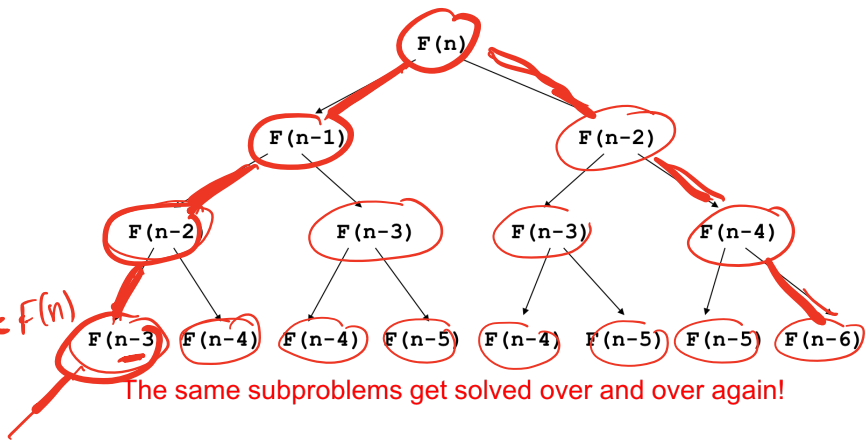 F(n)
F(n-1) F(n-2)
F(n-2) F(n-3) F(n-3) F(n-4)
F(n)
F(n-3 F(n-4) F(n-4) F(n-5) F(n-4) F(n-5) F(n-5) F(n-6)
The same subproblems get solved over and over again!